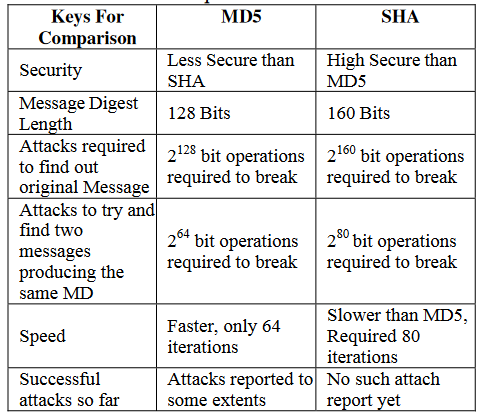 Keys For Comparison MD5 SHA
Security Less Secure than SHA High Secure than MD5
Message Digest Length 128 Bits 160 Bits
Attacks required to find out original Message 2^128 bit operations required to break 2^160 bit operations required to break
Attacks to try and find two messages producing the same MD 2^64 bit operations required to break 2^80 bit operations required to break
Speed Faster, only 64 iterations Slower than MD5, Required 80 iterations
Successful attacks so far Attacks reported to some extents No such attach report yet